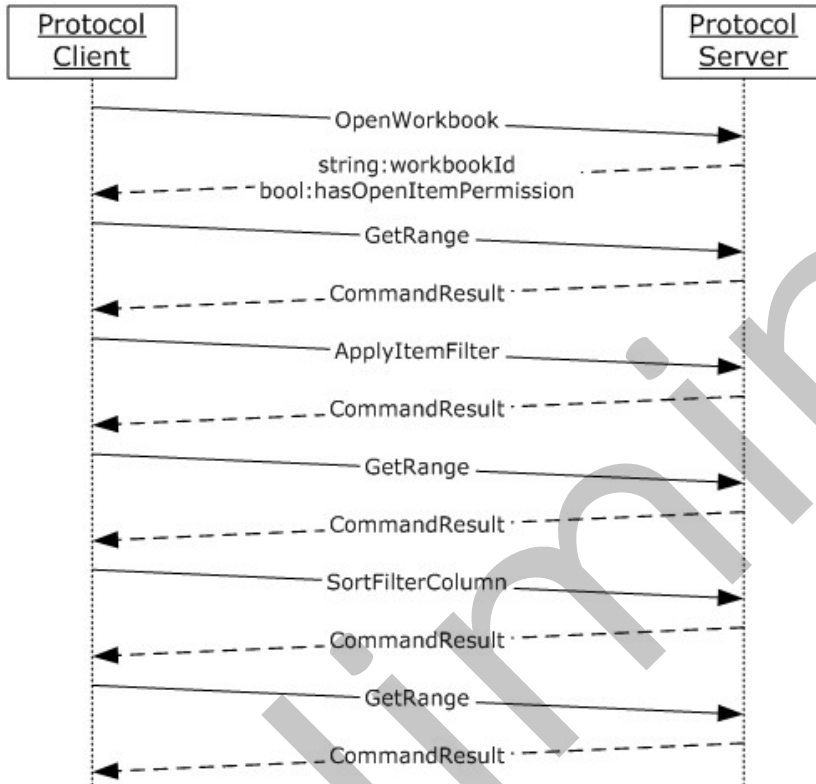 Protocol
Client
Protocol
Server
OpenWorkbook
string:workbookId
bool:hasOpenItemPermission
GetRange
CommandResult
ApplyItemFilter
CommandResult
GetRange
CommandResult
SortFilterColumn
CommandResult
GetRange
CommandResult